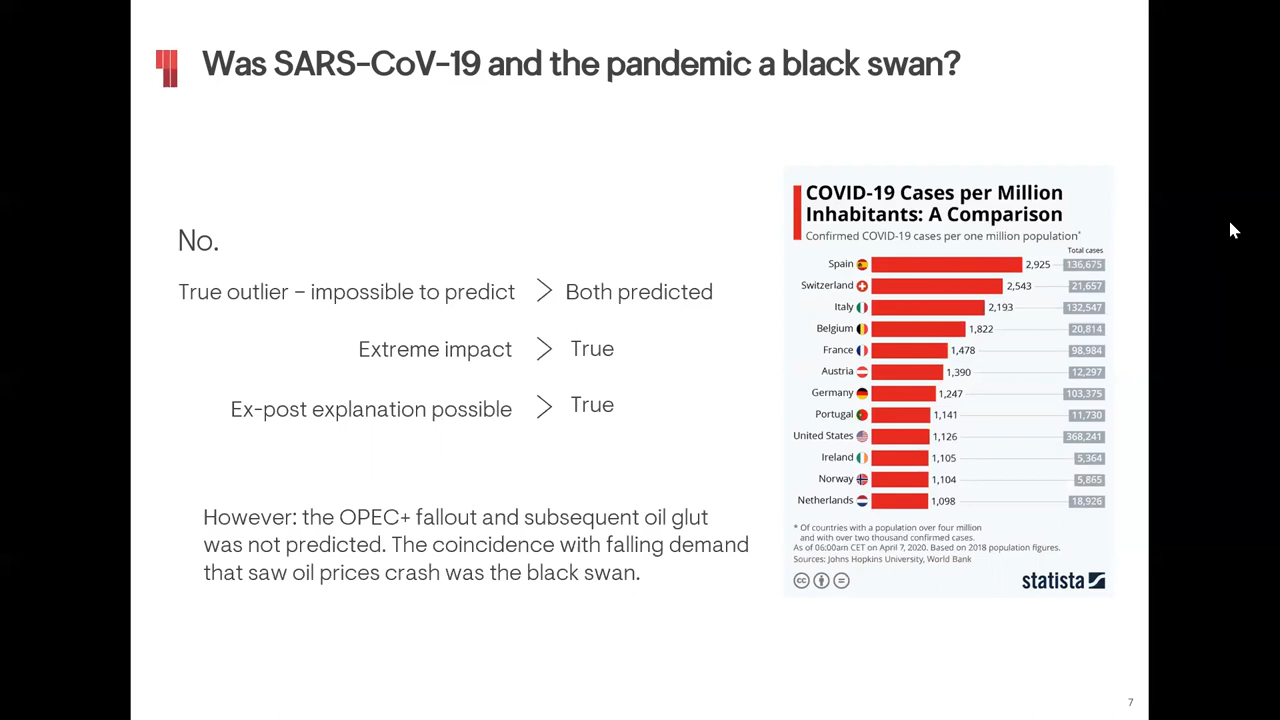 Was SARS-CoV-19 and the pandemic a black swan?
No.
True outlier – impossible to predict > Both predicted
Extreme impact > True
Ex-post explanation possible > True
However: the OPEC+ fallout and subsequent oil glut
was not predicted. The coincidence with falling demand
that saw oil prices crash was the black swan.
COVID-19 Cases per Million
Inhabitants: A Comparison
Confirmed COVID-19 cases per one million population*
Total cases
Spain 2,925 136,675
Switzerland 2,543 21,657
Italy 2,193 132,547
Belgium 1,822 20,814
France 1,478 98,984
Austria 1,390 12,297
Germany 1,247 103,375
Portugal 1,141 11,730
United States 1,126 368,241
Ireland 1,105 5,364
Norway 1,104 5,865
Netherlands 1,098 18,926
* Of countries with a population over four million
and with over two thousand confirmed cases.
As of 06:00am CET on April 7, 2020. Based on 2018 population figures.
Sources: Johns Hopkins University, World Bank
cc
statista
7